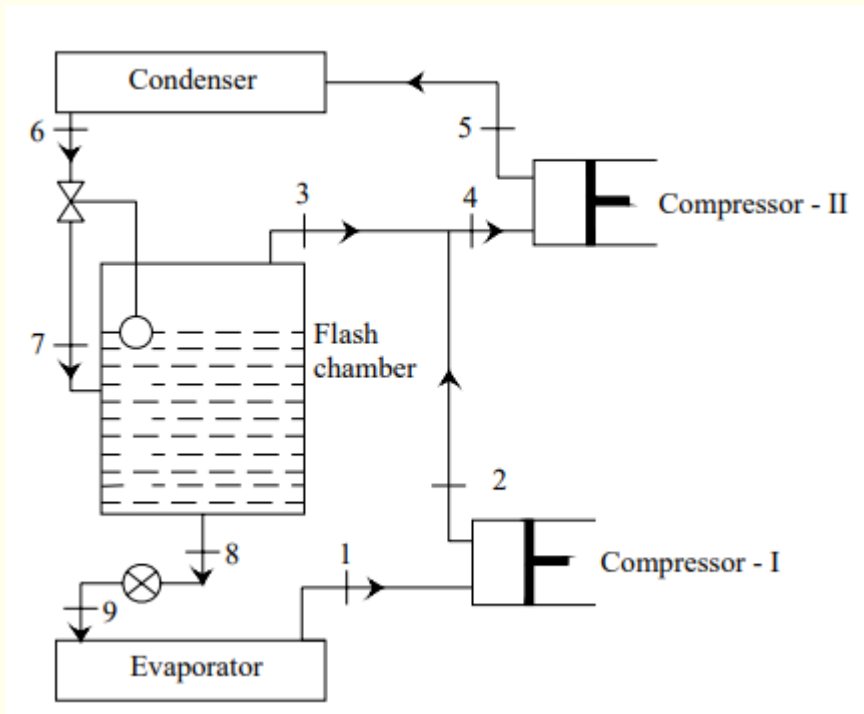 Condenser
6
5
3
4
Compressor - II
7
Flash
chamber
2
8
1
Compressor - I
9
Evaporator